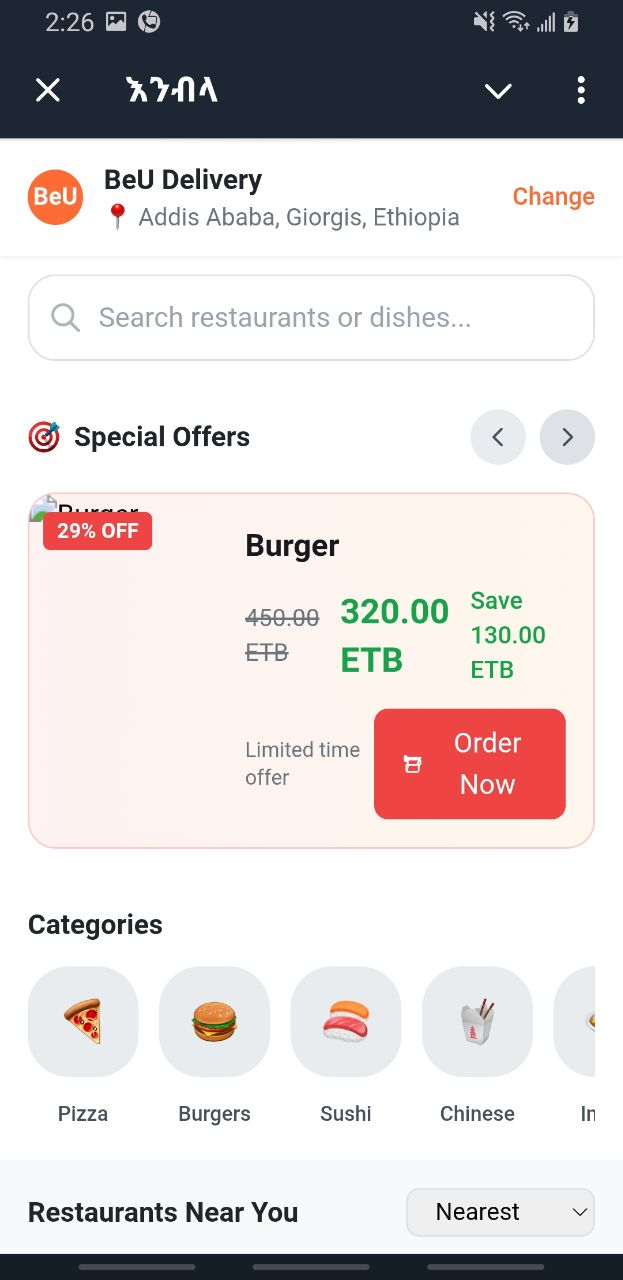 2:26
እንብላ
BeU
BeU Delivery
Addis Ababa, Giorgis, Ethiopia
Change
Search restaurants or dishes...
Special Offers
Burger
29% OFF
Burger
450.00
ETB
320.00
ETB
Save
130.00
ETB
Limited time
offer
Order
Now
Categories
Pizza
Burgers
Sushi
Chinese
In
Restaurants Near You
Nearest